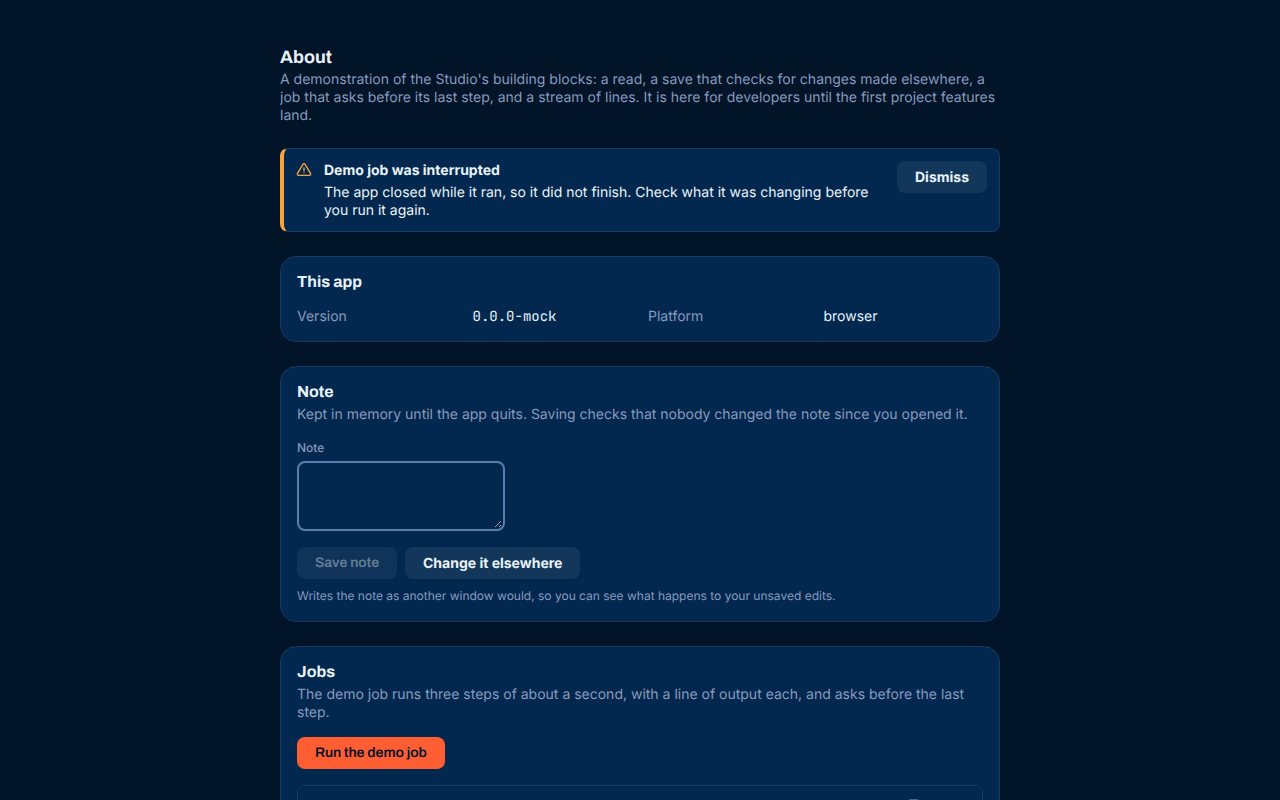 About
A demonstration of the Studio's building blocks: a read, a save that checks for changes made elsewhere, a
job that asks before its last step, and a stream of lines. It is here for developers until the first project features
land.
Demo job was interrupted
The app closed while it ran, so it did not finish. Check what it was changing before
you run it again.
Dismiss
This app
Version 0.0.0-mock Platform browser
Note
Kept in memory until the app quits. Saving checks that nobody changed the note since you opened it.
Note
Save note Change it elsewhere
Writes the note as another window would, so you can see what happens to your unsaved edits.
Jobs
The demo job runs three steps of about a second, with a line of output each, and asks before the last
step.
Run the demo job